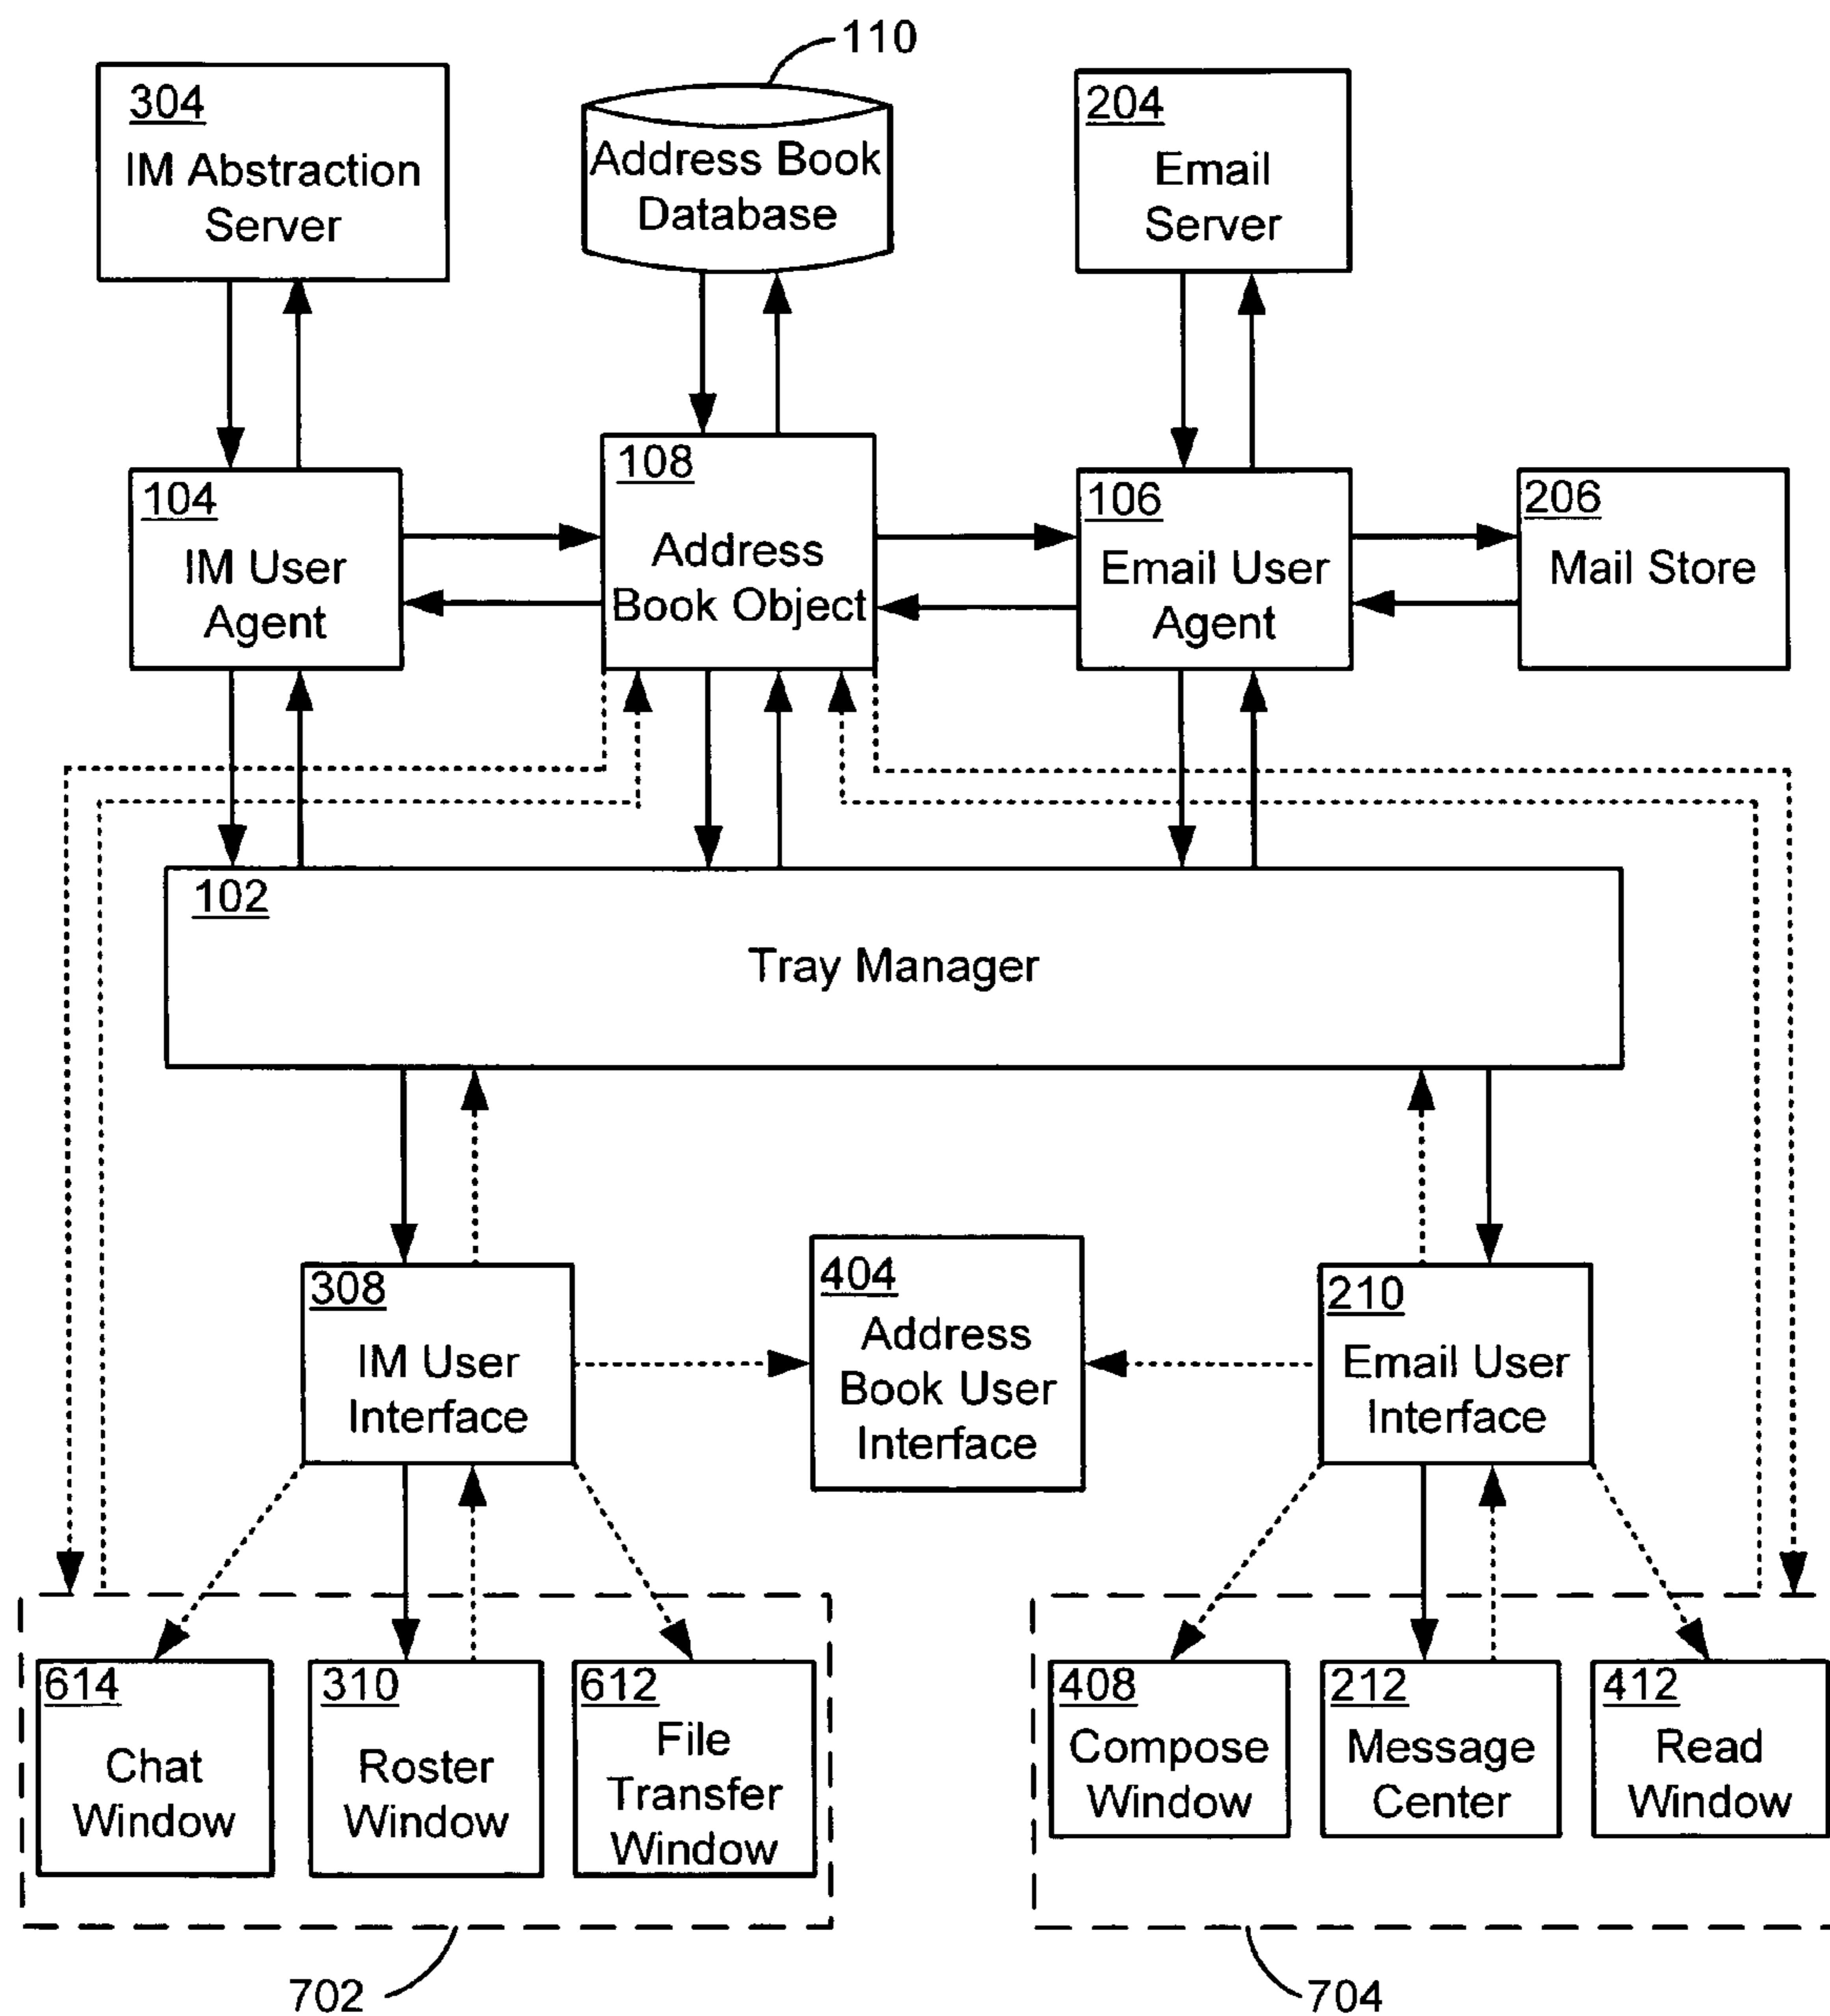 110
304
IM Abstraction
Server
Address Book
Database
204
Email
Server
104
IM User
Agent
108
Address
Book Object
106
Email User
Agent
206
Mail Store
102
Tray Manager
308
IM User
Interface
404
Address
Book User
Interface
210
Email User
Interface
614
Chat
Window
310
Roster
Window
612
File
Transfer
Window
408
Compose
Window
212
Message
Center
412
Read
Window
702
704